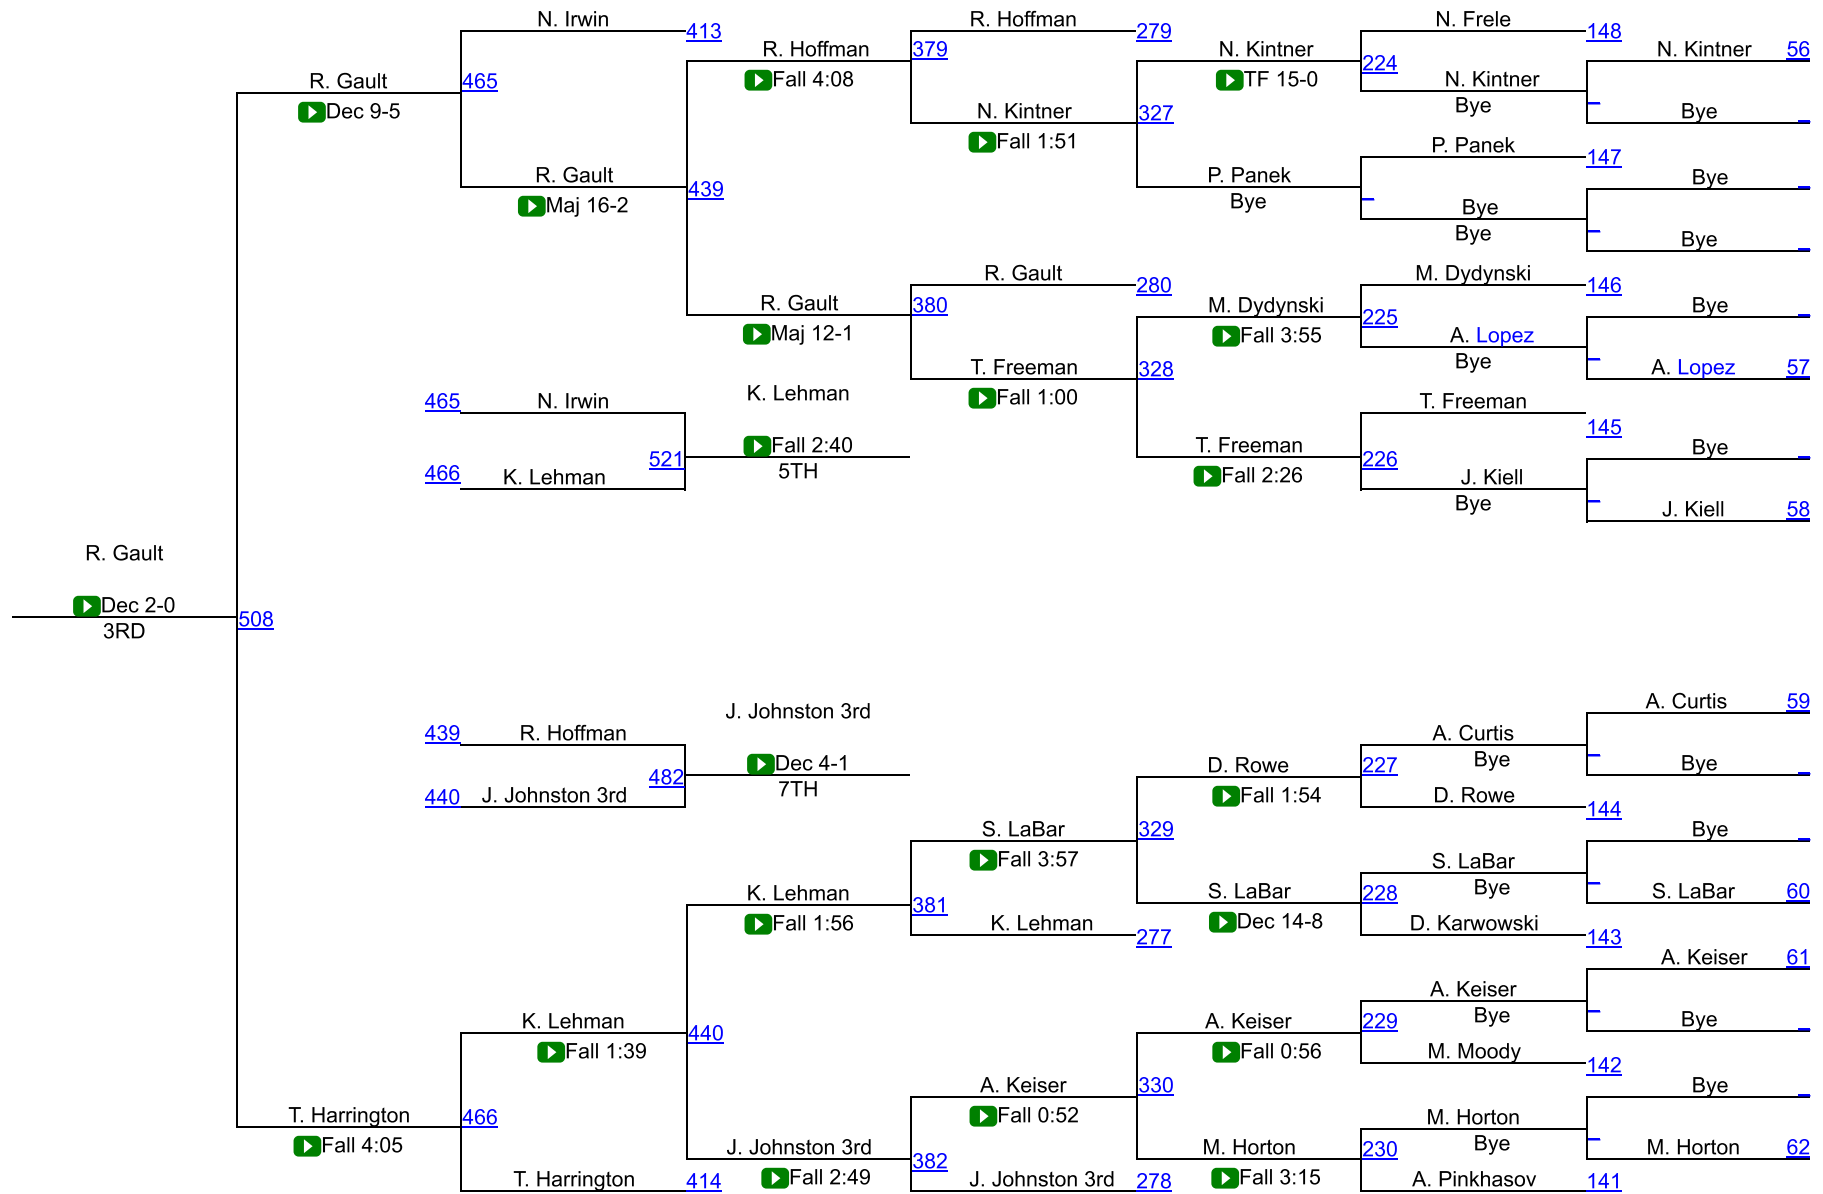 N. Irwin
413
R. Hoffman
Fall 4:08
379
R. Hoffman
279
N. Kintner
TF 15-0
224
N. Frele
148
N. Kintner
56
N. Kintner
Bye
Bye
R. Gault
Dec 9-5
465
N. Kintner
Fall 1:51
327
P. Panek
147
P. Panek
Bye
Bye
Bye
Bye
Bye
R. Gault
Maj 16-2
439
R. Gault
Maj 12-1
380
R. Gault
280
M. Dydynski
Fall 3:55
225
M. Dydynski
146
Bye
A. Lopez
Bye
A. Lopez
57
T. Freeman
Fall 1:00
328
T. Freeman
145
T. Freeman
Fall 2:26
226
Bye
J. Kiell
Bye
J. Kiell
58
465
N. Irwin
K. Lehman
521
Fall 2:40
5TH
466
K. Lehman
R. Gault
Dec 2-0
3RD
508
439
R. Hoffman
J. Johnston 3rd
482
Dec 4-1
7TH
440
J. Johnston 3rd
A. Curtis
59
A. Curtis
Bye
Bye
D. Rowe
Fall 1:54
227
D. Rowe
144
S. LaBar
Fall 3:57
329
Bye
S. LaBar
Bye
S. LaBar
60
S. LaBar
Dec 14-8
228
D. Karwowski
143
K. Lehman
Fall 1:56
381
K. Lehman
277
A. Keiser
61
A. Keiser
Bye
Bye
A. Keiser
Fall 0:56
229
M. Moody
142
K. Lehman
Fall 1:39
440
A. Keiser
Fall 0:52
330
Bye
M. Horton
Bye
M. Horton
62
T. Harrington
Fall 4:05
466
J. Johnston 3rd
Fall 2:49
382
M. Horton
Fall 3:15
230
T. Harrington
414
J. Johnston 3rd
278
A. Pinkhasov
141